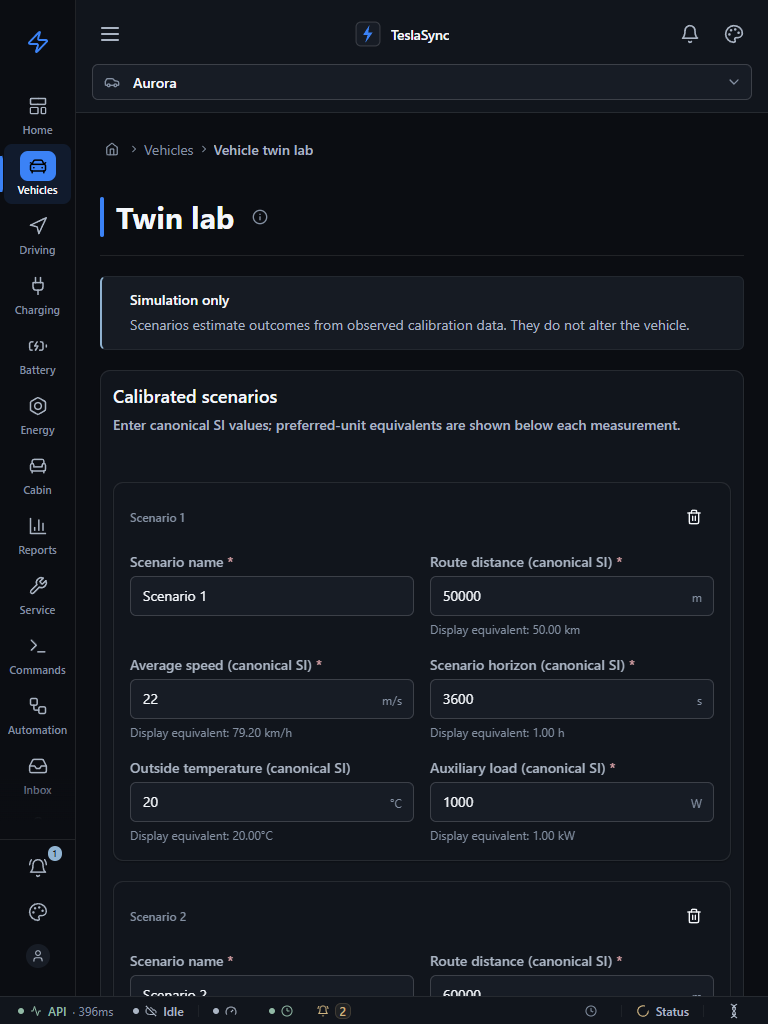 TeslaSync
Aurora
Home
Vehicles
Driving
Charging
Battery
Energy
Cabin
Reports
Service
Commands
Automation
Inbox
1
Vehicles
Vehicle twin lab
Twin lab
Simulation only
Scenarios estimate outcomes from observed calibration data. They do not alter the vehicle.
Calibrated scenarios
Enter canonical SI values; preferred-unit equivalents are shown below each measurement.
Scenario 1
Scenario name *
Route distance (canonical SI) *
Scenario 1
50000 m
Display equivalent: 50.00 km
Average speed (canonical SI) *
Scenario horizon (canonical SI) *
22 m/s
3600 s
Display equivalent: 79.20 km/h
Display equivalent: 1.00 h
Outside temperature (canonical SI)
Auxiliary load (canonical SI) *
20 °C
1000 W
Display equivalent: 20.00°C
Display equivalent: 1.00 kW
Scenario 2
Scenario name *
Route distance (canonical SI) *
Scenario 2
60000 m
API · 396ms
Idle
2
Status